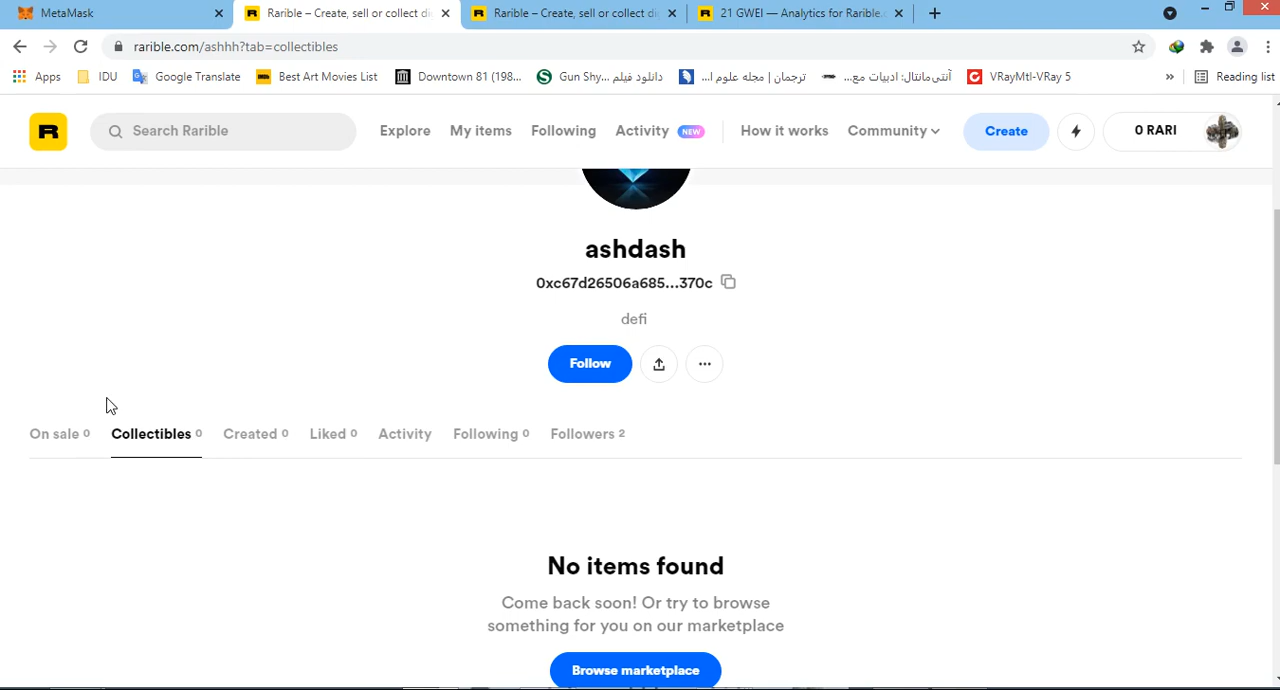 MetaMask
Rarible – Create, sell or collect di
Rarible – Create, sell or collect di
21 GWEI — Analytics for Rarible.
rarible.com/ashhh?tab=collectibles
Apps IDU Google Translate Best Art Movies List Downtown 81 (198... Gun Shy... دانلود فیلم ترجمان | مجله علوم ا... آنتی‌مانتال: ادبیات مع... VRayMtl-VRay 5 » Reading list
R Search Rarible Explore My items Following Activity NEW How it works Community Create 0 RARI
ashdash
0xc67d26506a685...370c
defi
Follow
On sale 0 Collectibles 0 Created 0 Liked 0 Activity Following 0 Followers 2
No items found
Come back soon! Or try to browse
something for you on our marketplace
Browse marketplace